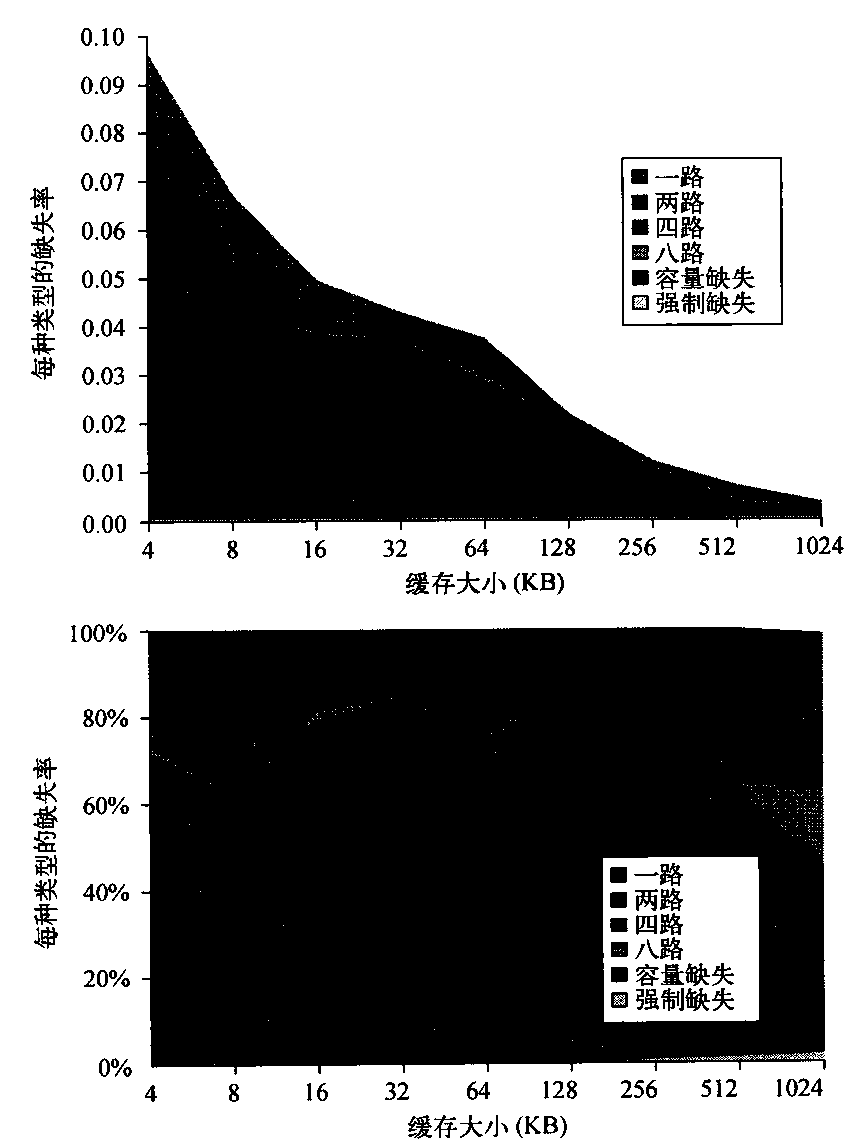 每种类型的缺失率
0.10
0.09
0.08
0.07
0.06
0.05
0.04
0.03
0.02
0.01
0.00
一路
两路
四路
八路
容量缺失
强制缺失
4 8 16 32 64 128 256 512 1024
缓存大小(KB)
每种类型的缺失率
100%
80%
60%
40%
20%
0%
一路
两路
四路
八路
容量缺失
强制缺失
4 8 16 32 64 128 256 512 1024
缓存大小(KB)